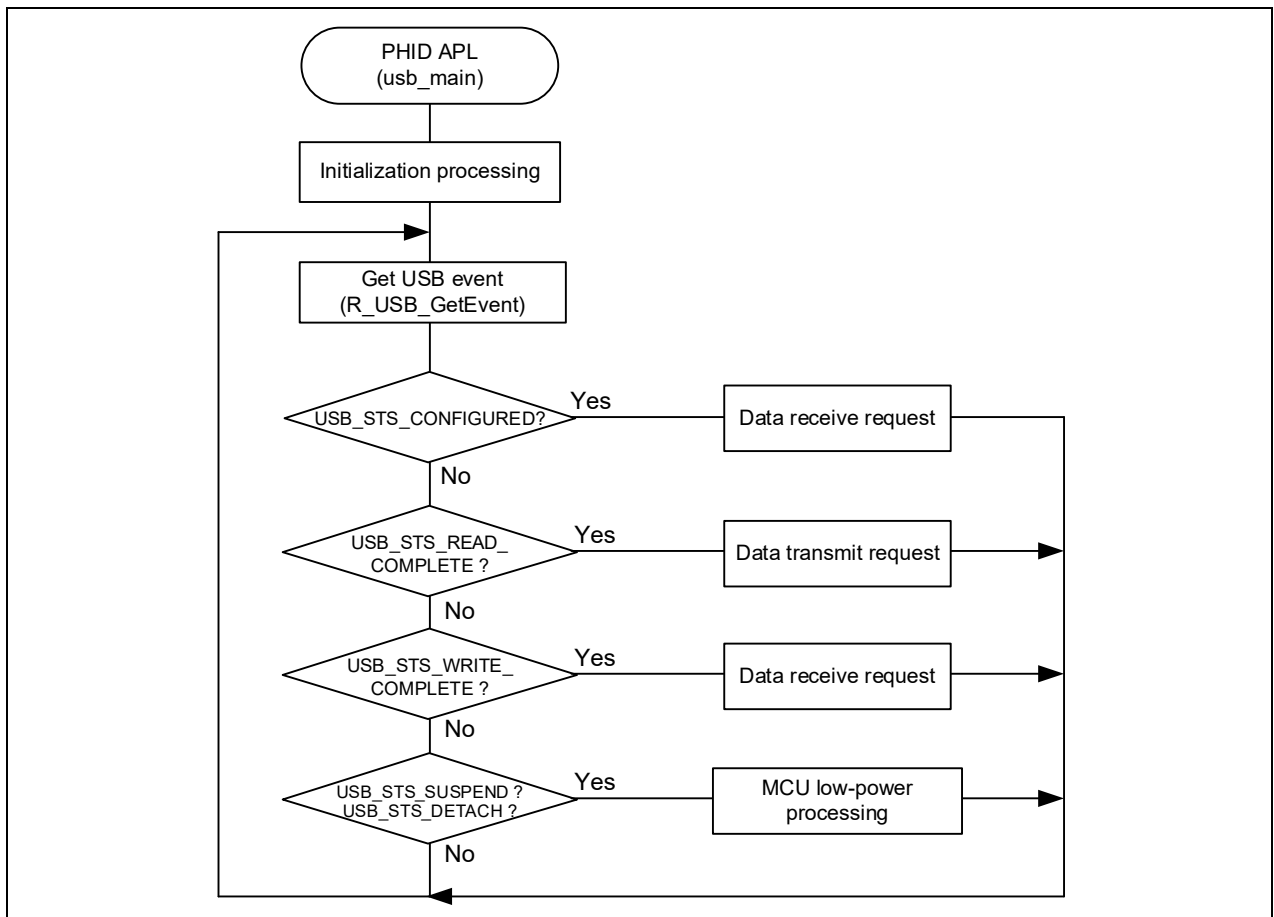 PHID APL
(usb_main)
Initialization processing
Get USB event
(R_USB_GetEvent)
USB_STS_CONFIGURED?
Yes
Data receive request
No
USB_STS_READ_
COMPLETE ?
Yes
Data transmit request
No
USB_STS_WRITE_
COMPLETE ?
Yes
Data receive request
No
USB_STS_SUSPEND ?
USB_STS_DETACH ?
Yes
MCU low-power
processing
No